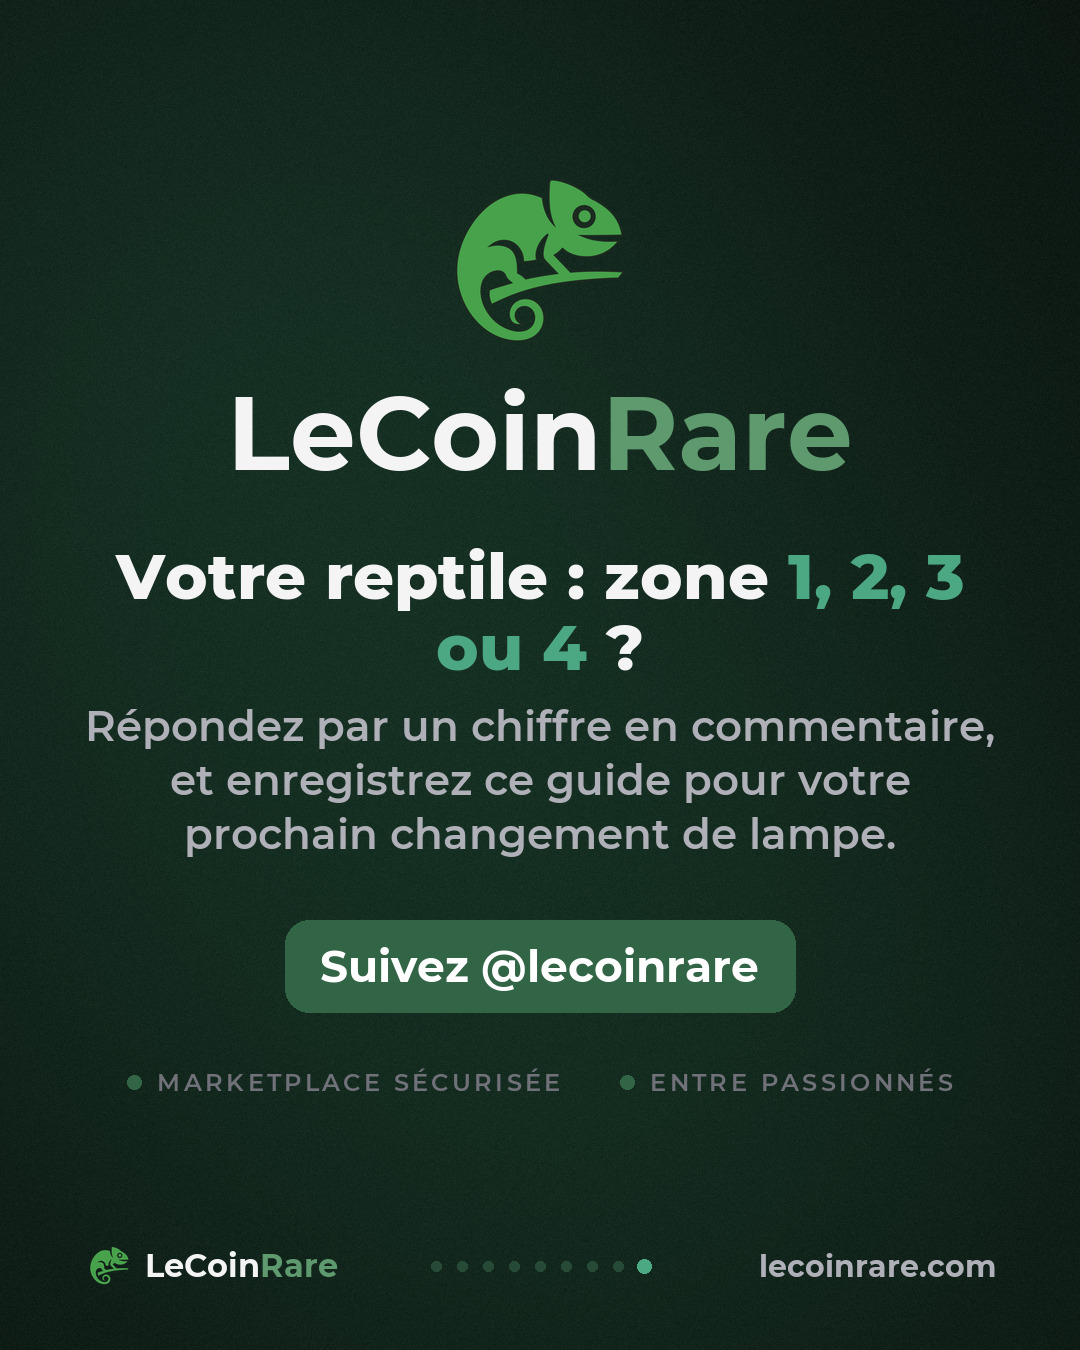 LeCoinRare
Votre reptile : zone 1, 2, 3
ou 4 ?
Répondez par un chiffre en commentaire,
et enregistrez ce guide pour votre
prochain changement de lampe.
Suivez @lecoinrare
MARKETPLACE SÉCURISÉE ENTRE PASSIONNÉS
LeCoinRare lecoinrare.com